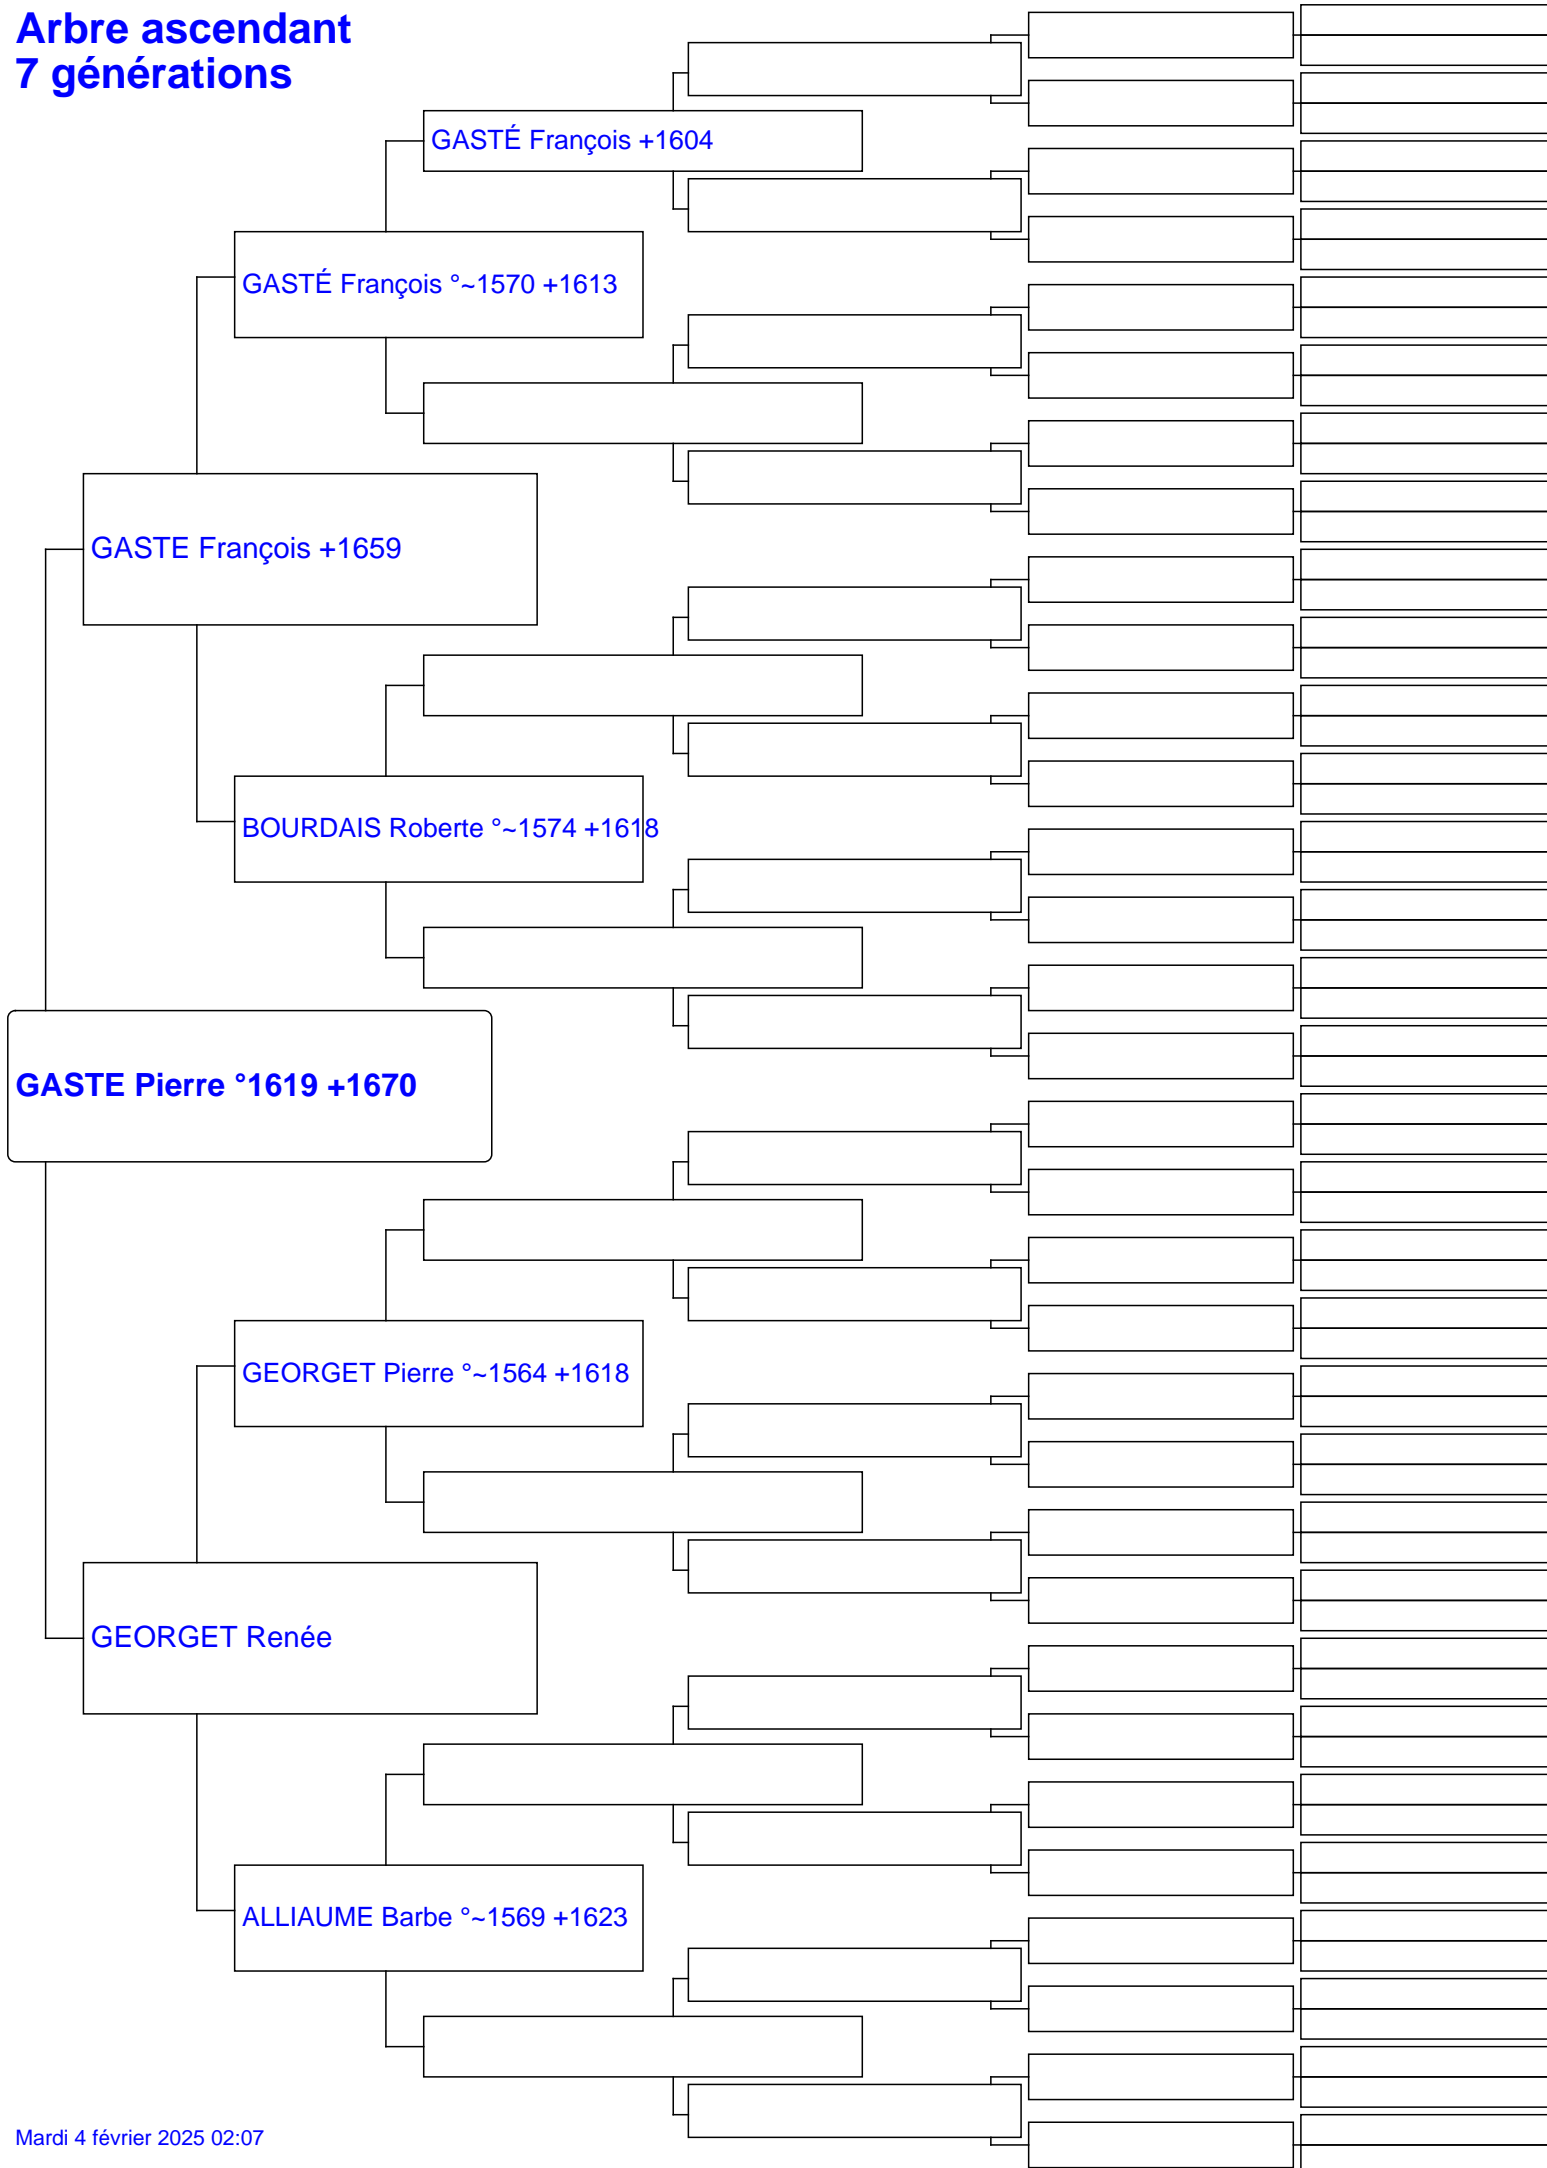 Arbre ascendant
7 générations
GASTÉ François +1604
GASTÉ François °~1570 +1613
GASTE François +1659
BOURDAIS Roberte °~1574 +1618
GASTE Pierre °1619 +1670
GEORGET Pierre °~1564 +1618
GEORGET Renée
ALLIAUME Barbe °~1569 +1623
Mardi 4 février 2025 02:07